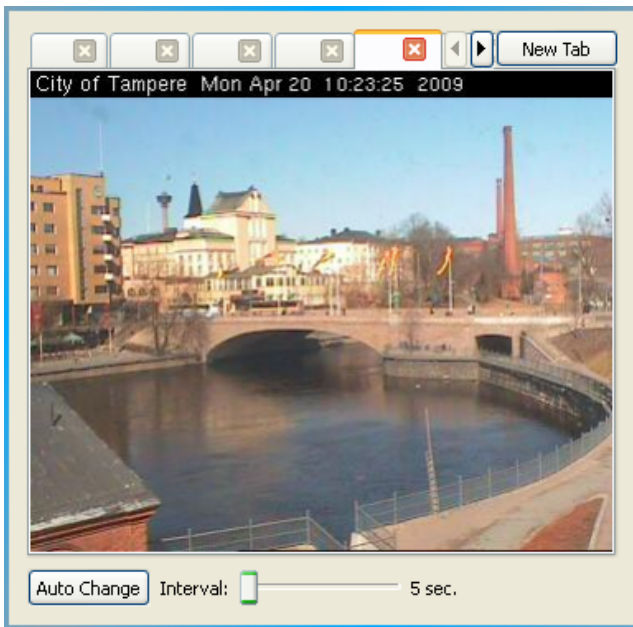 New Tab
City of Tampere Mon Apr 20 10:23:25 2009
Auto Change Interval: 5 sec.